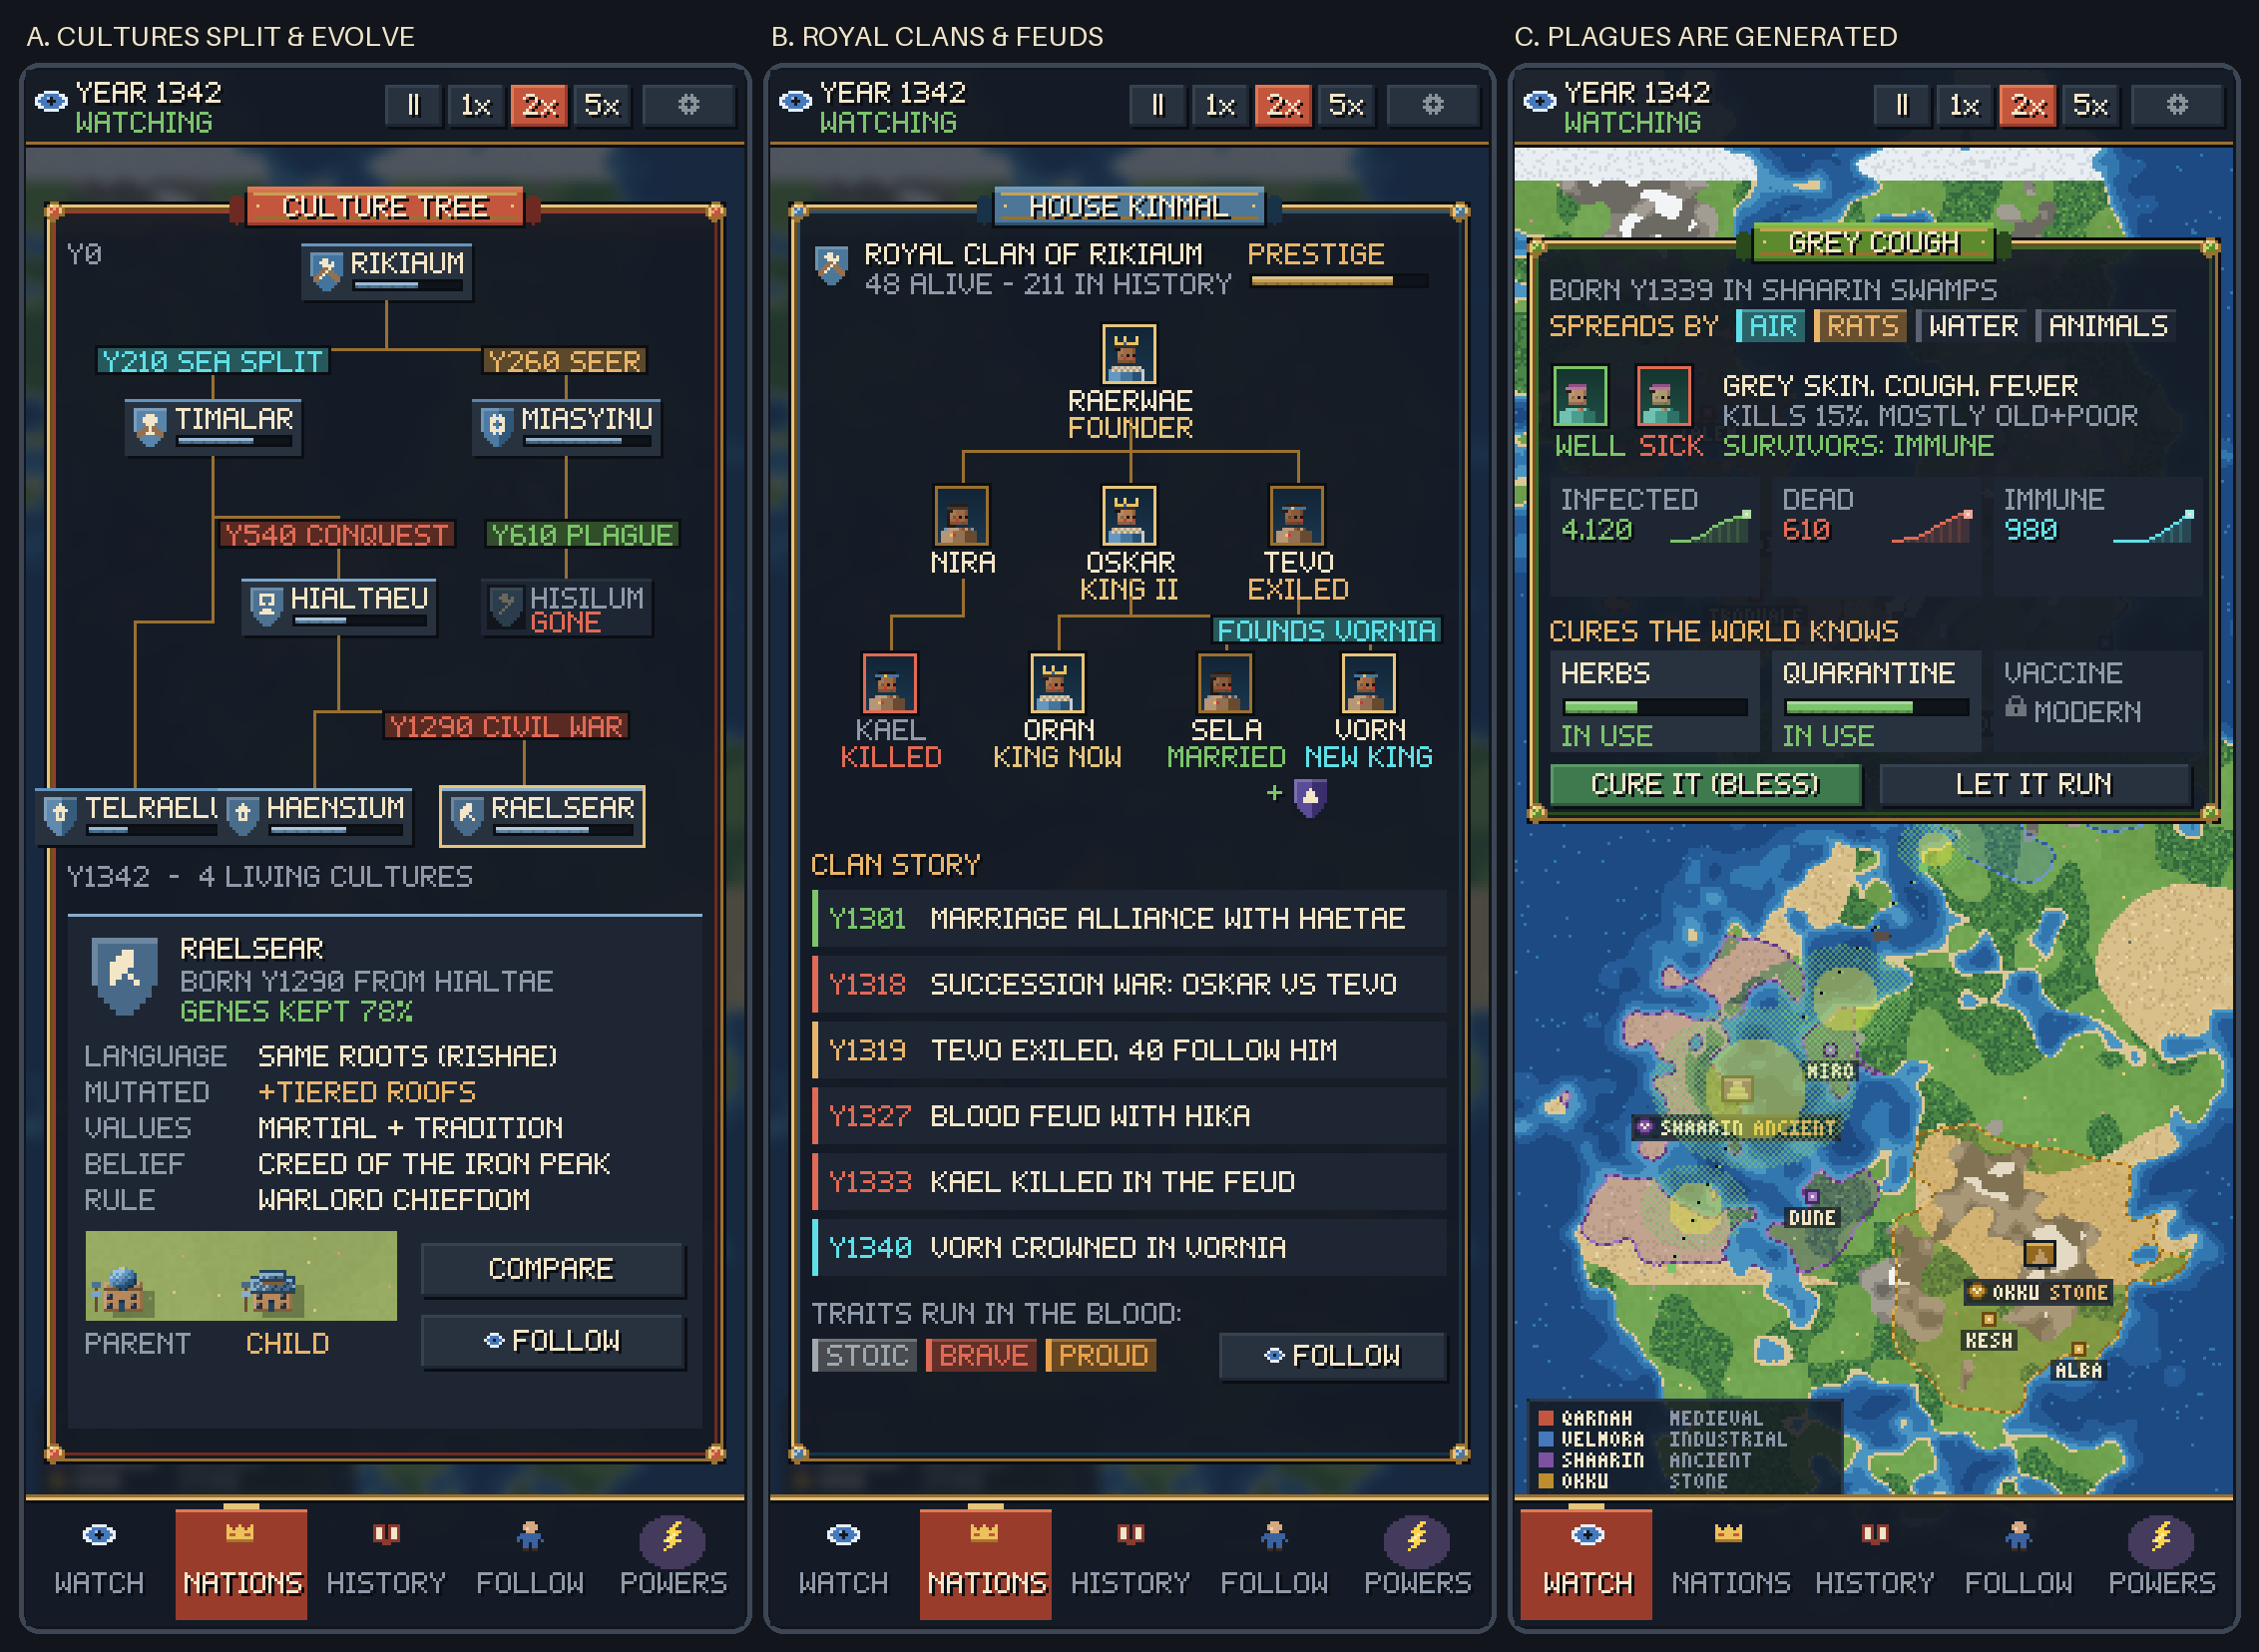 A. CULTURES SPLIT & EVOLVE
YEAR 1342
WATCHING
II 1x 2x 5x
CULTURE TREE
Y0
RIKIAUM
Y210 SEA SPLIT
Y260 SEER
TIMALAR
MIASYINU
Y540 CONQUEST
Y610 PLAGUE
HIALTAEU
HISILUM
GONE
Y1290 CIVIL WAR
TELRAELU
HAENSIUM
RAELSEAR
Y1342 - 4 LIVING CULTURES
RAELSEAR
BORN Y1290 FROM HIALTAE
GENES KEPT 78%
LANGUAGE SAME ROOTS (RISHAE)
MUTATED +TIERED ROOFS
VALUES MARTIAL + TRADITION
BELIEF CREED OF THE IRON PEAK
RULE WARLORD CHIEFDOM
PARENT CHILD
COMPARE
FOLLOW
WATCH NATIONS HISTORY FOLLOW POWERS
B. ROYAL CLANS & FEUDS
YEAR 1342
WATCHING
II 1x 2x 5x
HOUSE KINMAL
ROYAL CLAN OF RIKIAUM
48 ALIVE - 211 IN HISTORY
PRESTIGE
RAERWAE
FOUNDER
NIRA
OSKAR
KING II
TEVO
EXILED
FOUNDS VORNIA
KAEL
KILLED
ORAN
KING NOW
SELA
MARRIED
VORN
NEW KING
+
CLAN STORY
Y1301 MARRIAGE ALLIANCE WITH HAETAE
Y1318 SUCCESSION WAR: OSKAR VS TEVO
Y1319 TEVO EXILED. 40 FOLLOW HIM
Y1327 BLOOD FEUD WITH HIKA
Y1333 KAEL KILLED IN THE FEUD
Y1340 VORN CROWNED IN VORNIA
TRAITS RUN IN THE BLOOD:
STOIC BRAVE PROUD
FOLLOW
WATCH NATIONS HISTORY FOLLOW POWERS
C. PLAGUES ARE GENERATED
YEAR 1342
WATCHING
II 1x 2x 5x
GREY COUGH
BORN Y1339 IN SHAARIN SWAMPS
SPREADS BY AIR RATS WATER ANIMALS
WELL SICK
GREY SKIN. COUGH. FEVER
KILLS 15%. MOSTLY OLD+POOR
SURVIVORS: IMMUNE
INFECTED
4.120
DEAD
610
IMMUNE
980
CURES THE WORLD KNOWS
HERBS
IN USE
QUARANTINE
IN USE
VACCINE
MODERN
CURE IT (BLESS)
LET IT RUN
MIRO
SHAARIN ANCIENT
DUNE
OKKU STONE
KESH
ALBA
QARNAH MEDIEVAL
VELMORA INDUSTRIAL
SHAARIN ANCIENT
OKKU STONE
WATCH NATIONS HISTORY FOLLOW POWERS